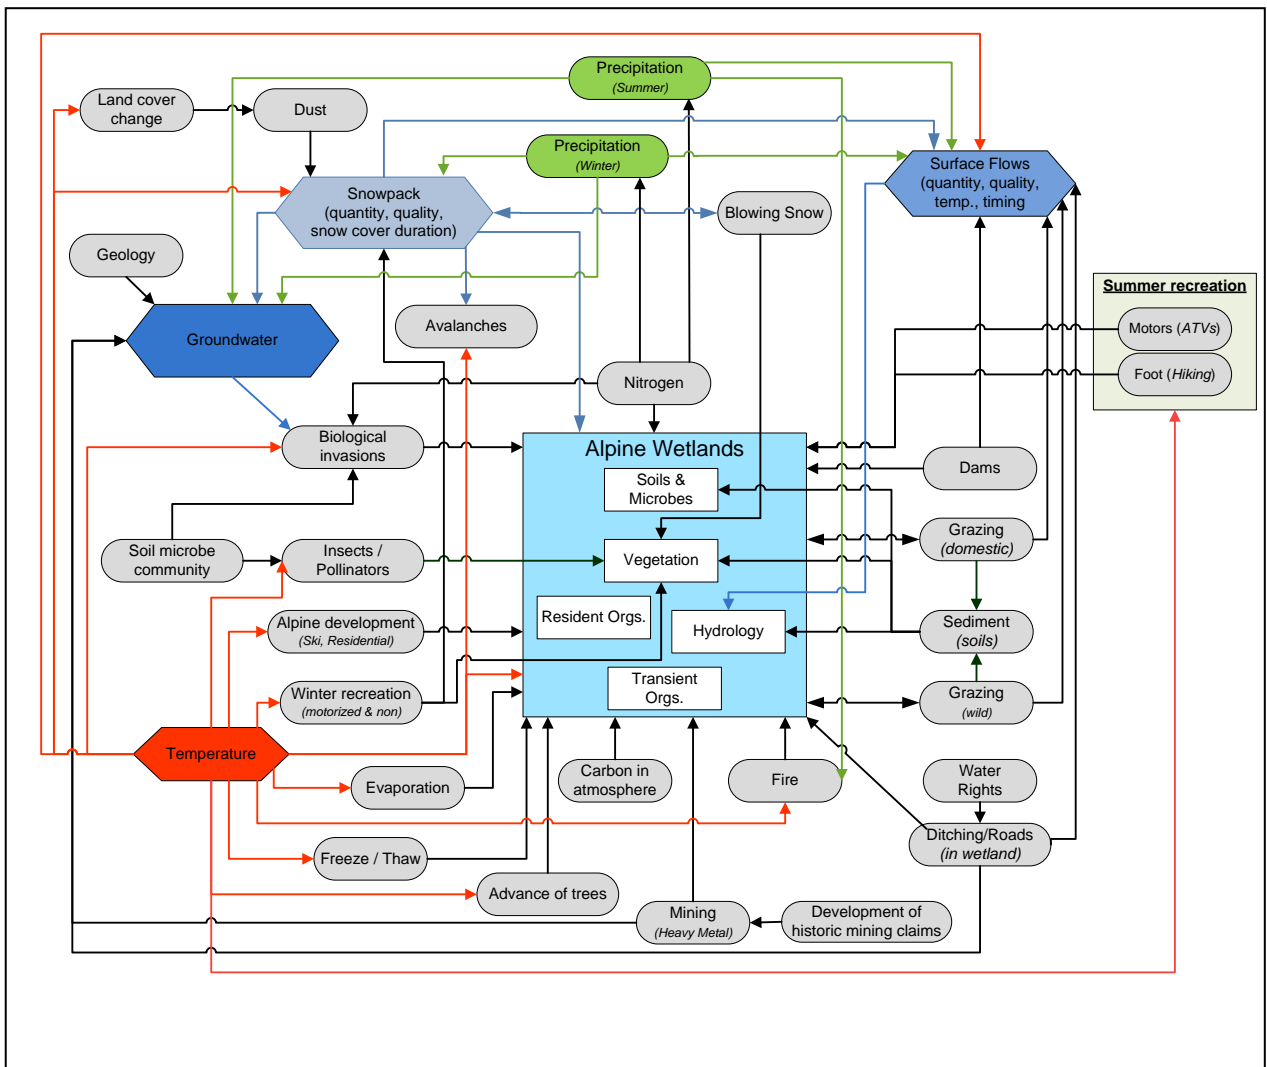 Precipitation
(Summer)
Land cover
change
Dust
Precipitation
(Winter)
Surface Flows
(quantity, quality,
temp., timing
Snowpack
(quantity, quality,
snow cover duration)
Blowing Snow
Geology
Summer recreation
Motors (ATVs)
Foot (Hiking)
Groundwater
Avalanches
Nitrogen
Biological
invasions
Alpine Wetlands
Soils &
Microbes
Dams
Soil microbe
community
Insects /
Pollinators
Vegetation
Grazing
(domestic)
Resident Orgs.
Hydrology
Alpine development
(Ski, Residential)
Sediment
(soils)
Transient
Orgs.
Winter recreation
(motorized & non)
Grazing
(wild)
Temperature
Evaporation
Carbon in
atmosphere
Fire
Water
Rights
Ditching/Roads
(in wetland)
Freeze / Thaw
Advance of trees
Mining
(Heavy Metal)
Development of
historic mining claims